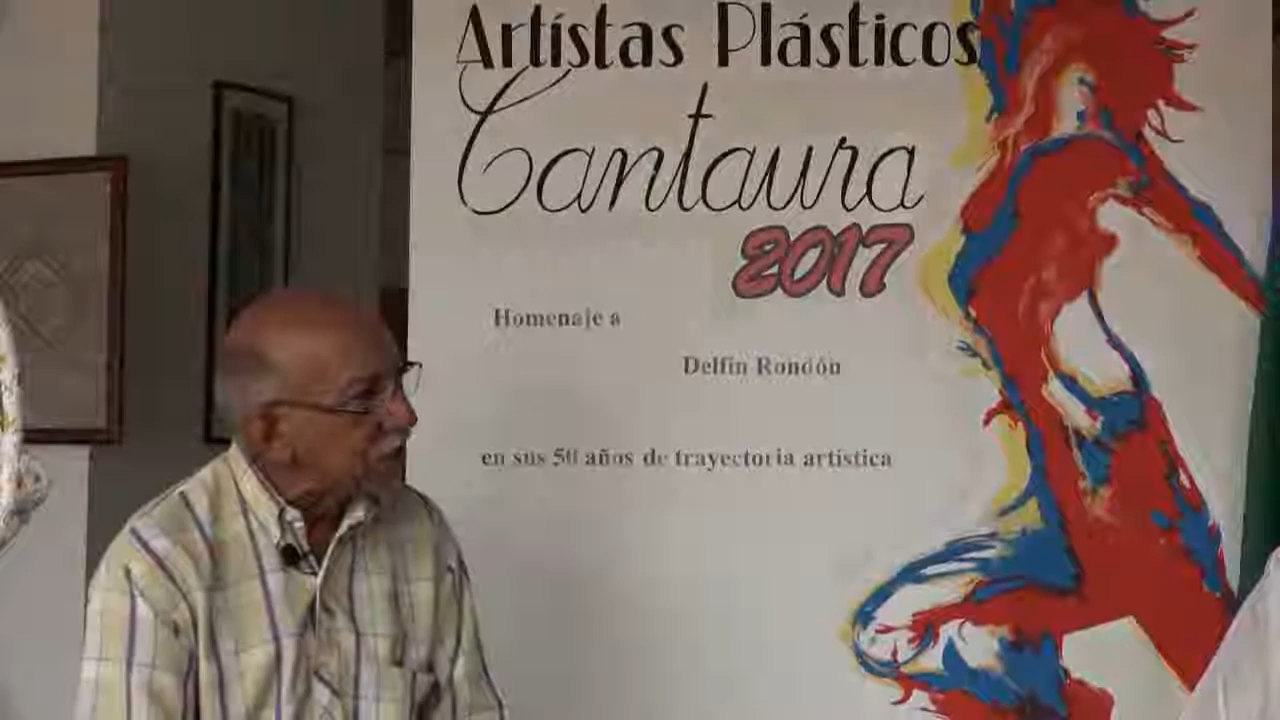 Artístas Plásticos
Cantaura
2017
Homenaje a
Delfín Rondón
en sus 50 años de trayectoria artística